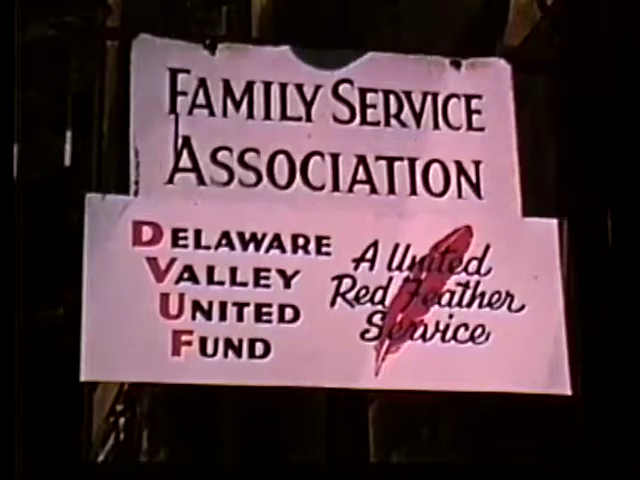 FAMILY SERVICE
ASSOCIATION
DELAWARE
VALLEY
UNITED
FUND
A United
Red Feather
Service